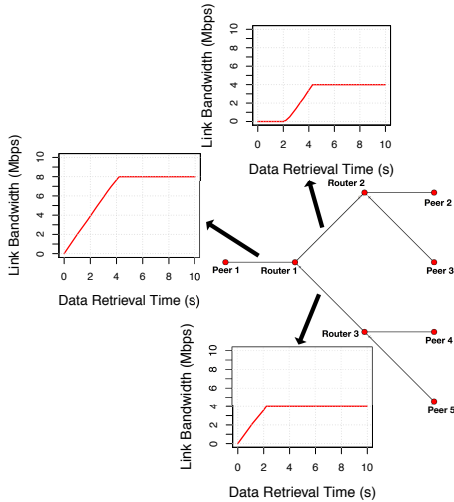 Link Bandwidth (Mbps)
0 2 4 6 8 10
0 2 4 6 8 10
Data Retrieval Time (s)
Link Bandwidth (Mbps)
0 2 4 6 8 10
0 2 4 6 8 10
Data Retrieval Time (s)
Router 2
Peer 2
Peer 1
Router 1
Peer 3
Router 3
Peer 4
Peer 5
Link Bandwidth (Mbps)
0 2 4 6 8 10
0 2 4 6 8 10
Data Retrieval Time (s)